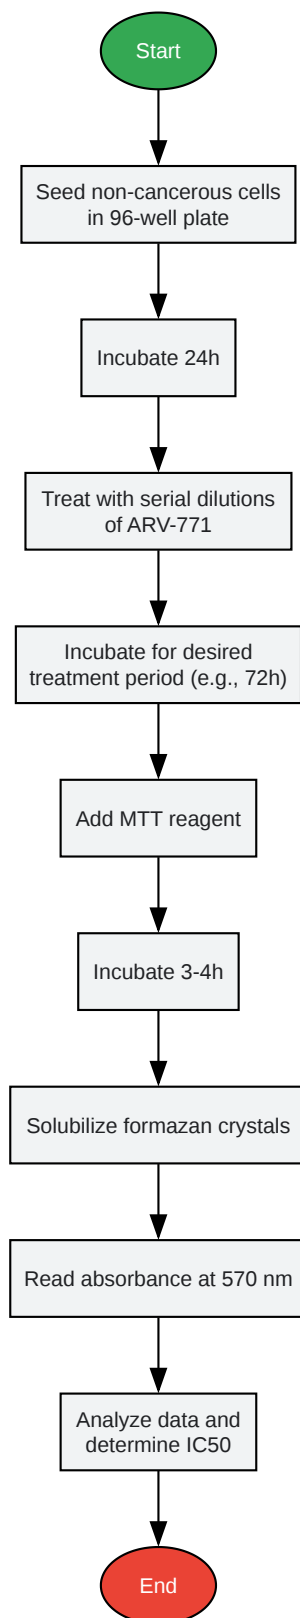 Start
Seed non-cancerous cells
in 96-well plate
Incubate 24h
Treat with serial dilutions
of ARV-771
Incubate for desired
treatment period (e.g., 72h)
Add MTT reagent
Incubate 3-4h
Solubilize formazan crystals
Read absorbance at 570 nm
Analyze data and
determine IC50
End